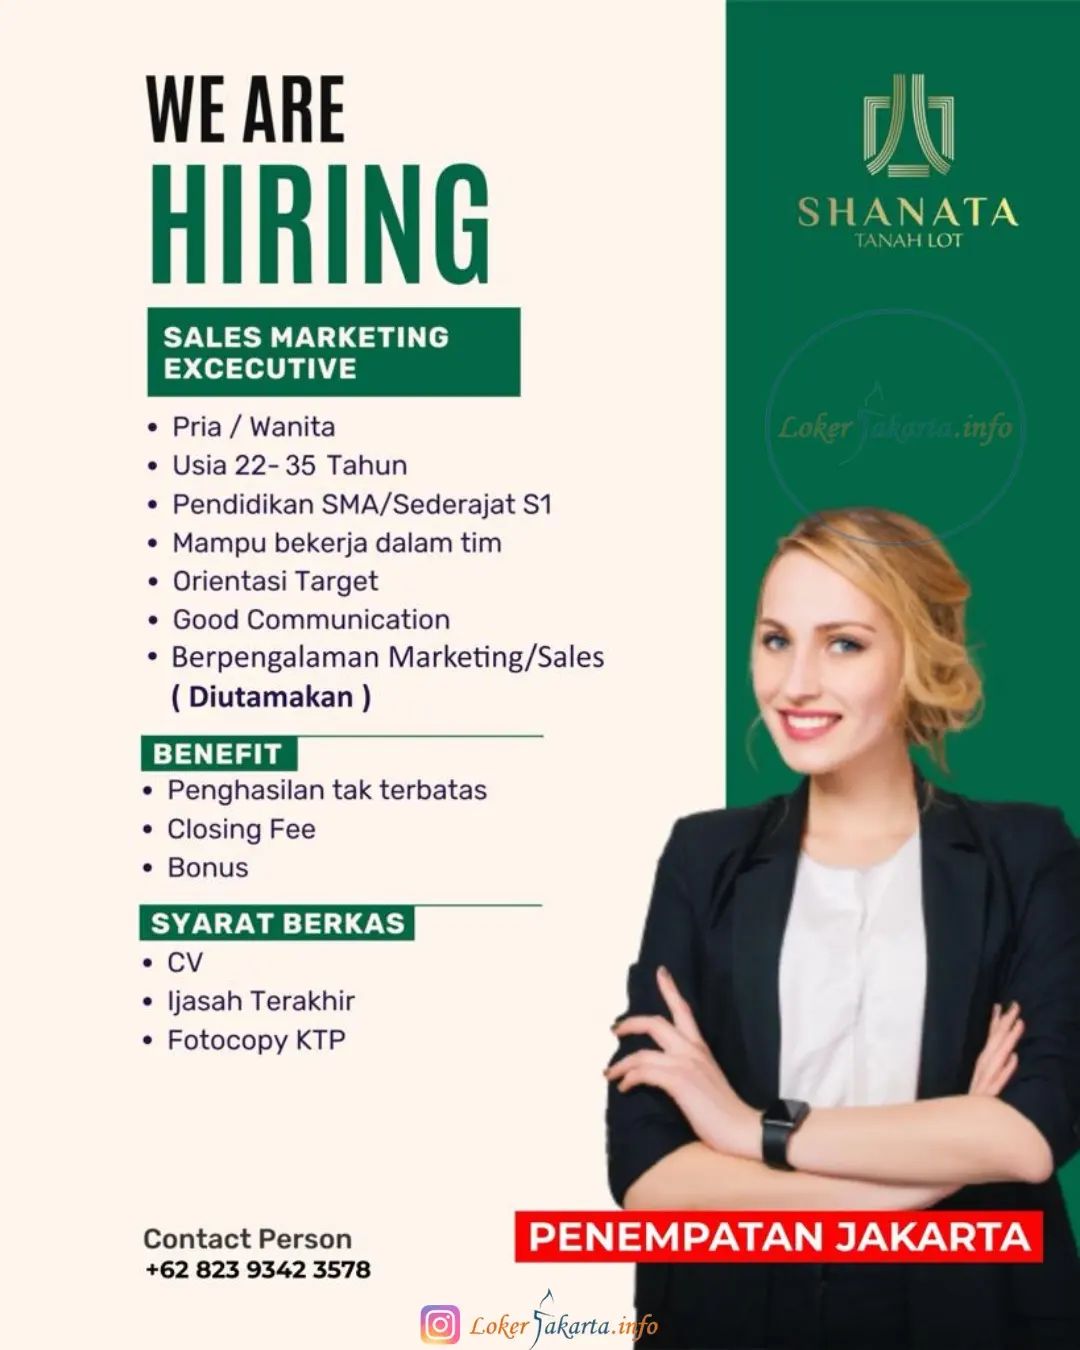 WE ARE
HIRING
SHANATA
TANAH LOT
SALES MARKETING
EXCECUTIVE
Loker Jakarta.info
• Pria / Wanita
• Usia 22- 35 Tahun
• Pendidikan SMA/Sederajat S1
• Mampu bekerja dalam tim
• Orientasi Target
• Good Communication
• Berpengalaman Marketing/Sales
( Diutamakan )
BENEFIT
• Penghasilan tak terbatas
• Closing Fee
• Bonus
SYARAT BERKAS
• CV
• Ijasah Terakhir
• Fotocopy KTP
PENEMPATAN JAKARTA
Contact Person
+62 823 9342 3578
Loker Jakarta.info